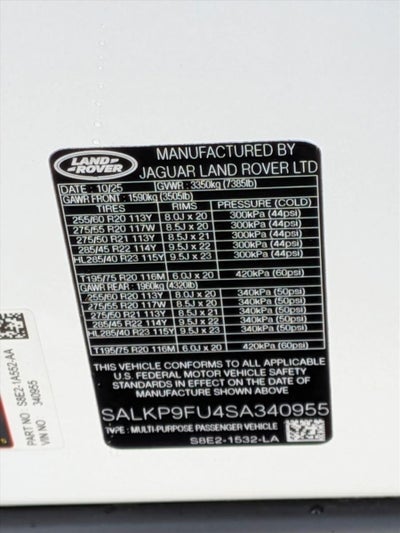 LAND-
-ROVER
MANUFACTURED BY
JAGUAR LAND ROVER LTD
DATE : 10/25 GVWR : 3350kg (7385lb)
GAWR FRONT : 1590kg (3505lb)
TIRES RIMS PRESSURE (COLD)
255/60 R20 113Y 8.0J x 20 300kPa (44psi)
275/55 R20 117W 8.5J x 20 300kPa (44psi)
275/50 R21 113Y 8.5J x 21 300kPa (44psi)
285/45 R22 114Y 9.5J x 22 300kPa (44psi)
HL285/40 R23 115Y 9.5J x 23 300kPa (44psi)
T195/75 R20 116M 6.0J x 20 420kPa (60psi)
GAWR REAR : 1960kg (4320lb)
255/60 R20 113Y 8.0J x 20 340kPa (50psi)
275/55 R20 117W 8.5J x 20 340kPa (50psi)
275/50 R21 113Y 8.5J x 21 340kPa (50psi)
285/45 R22 114Y 9.5J x 22 340kPa (50psi)
HL285/40 R23 115Y 9.5J x 23 340kPa (50psi)
T195/75 R20 116M 6.0J x 20 420kPa (60psi)
THIS VEHICLE CONFORMS TO ALL APPLICABLE
U.S. FEDERAL MOTOR VEHICLE SAFETY
STANDARDS IN EFFECT ON THE DATE OF
MANUFACTURE SHOWN ABOVE
SALKP9FU4SA340955
TYPE : MULTI-PURPOSE PASSENGER VEHICLE
S8E2-1532-LA
S8E2-1A552-AA
PART NO
340955
VIN NO